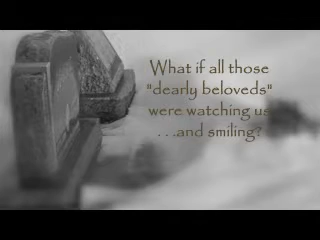 What if all those
"dearly beloveds"
were watching us
. . .and smiling?